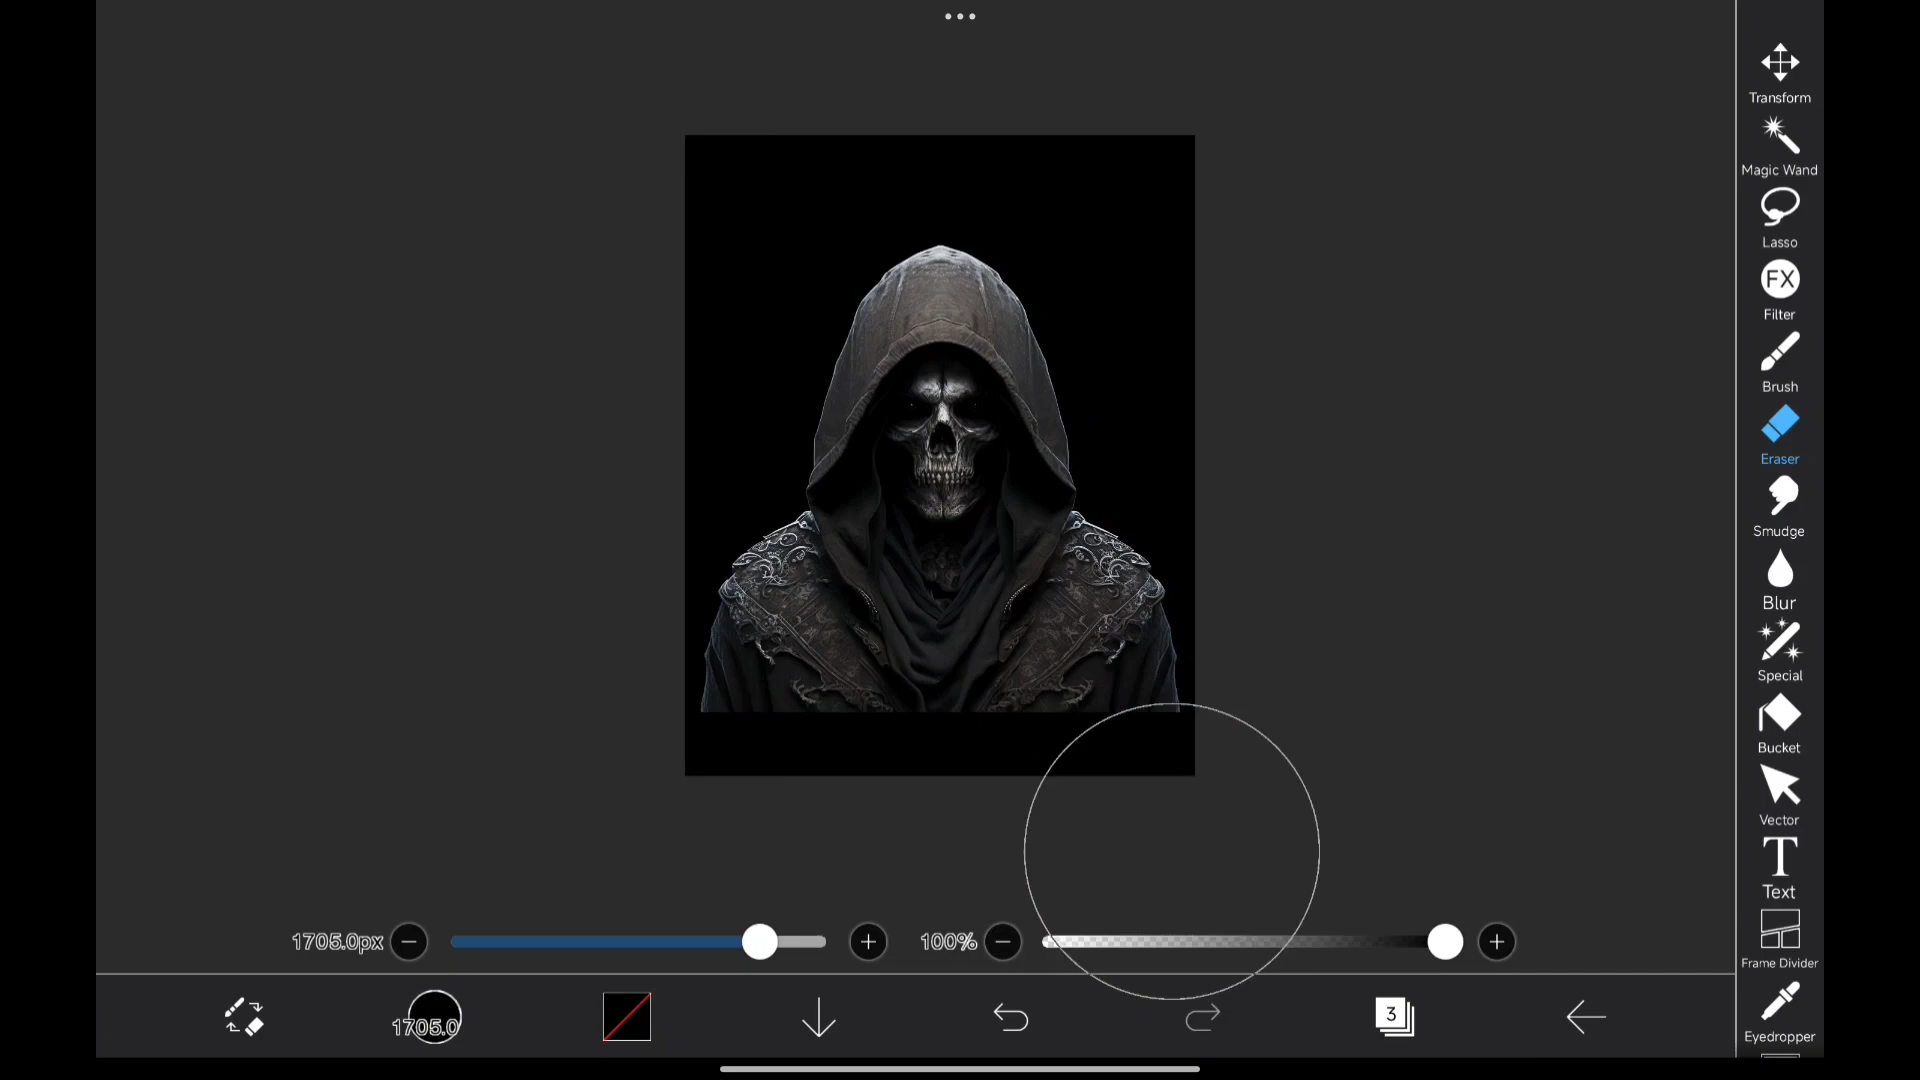 Transform
Magic Wand
Lasso
FX
Filter
Brush
Eraser
Smudge
Blur
Special
Bucket
Vector
T
Text
Frame Divider
Eyedropper
1705.0px
100%
1705.0
3